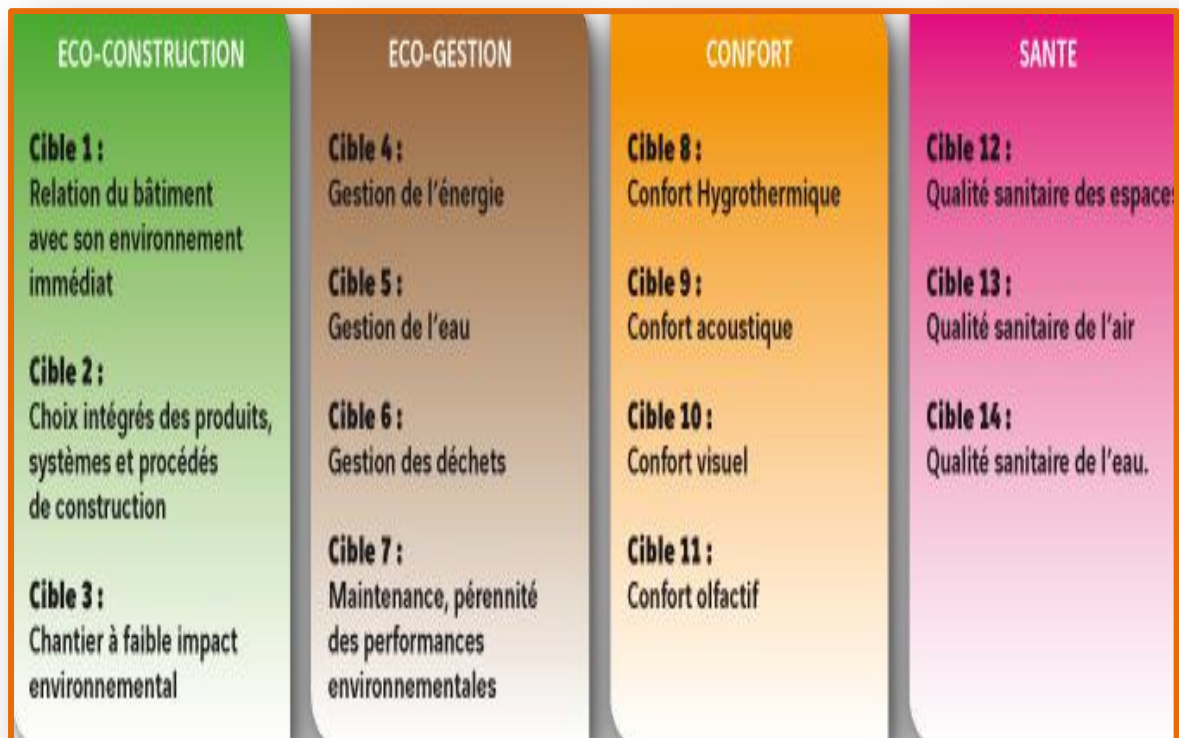 ECO-CONSTRUCTION
Cible 1 :
Relation du bâtiment
avec son environnement
immédiat
Cible 2 :
Choix intégrés des produits,
systèmes et procédés
de construction
Cible 3 :
Chantier à faible impact
environnemental
ECO-GESTION
Cible 4 :
Gestion de l'énergie
Cible 5 :
Gestion de l'eau
Cible 6 :
Gestion des déchets
Cible 7 :
Maintenance, pérennité
des performances
environnementales
CONFORT
Cible 8 :
Confort Hygrothermique
Cible 9 :
Confort acoustique
Cible 10 :
Confort visuel
Cible 11 :
Confort olfactif
SANTE
Cible 12 :
Qualité sanitaire des espaces
Cible 13 :
Qualité sanitaire de l'air
Cible 14 :
Qualité sanitaire de l'eau.